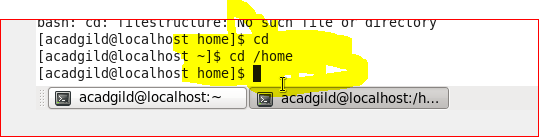 bash: cd: filestructure: No such file or directory
[acadgild@localhost home]$ cd
[acadgild@localhost ~]$ cd /home
[acadgild@localhost home]$
acadgild@localhost:~ acadgild@localhost:/h...